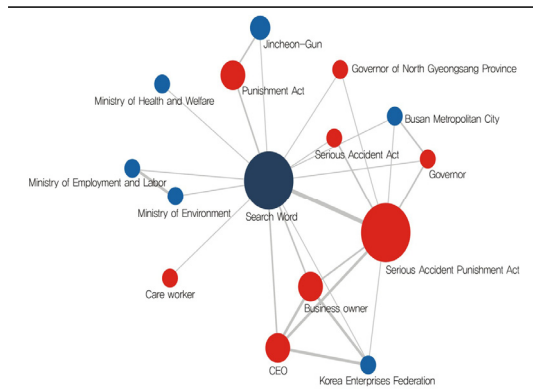 Jincheon-Gun
Governor of North Gyeongsang Province
Punishment Act
Ministry of Health and Welfare
Busan Metropolitan City
Serious Accident Act
Governor
Ministry of Employment and Labor
Ministry of Environment
Search Word
Serious Accident Punishment Act
Care worker
Business owner
CEO
Korea Enterprises Federation